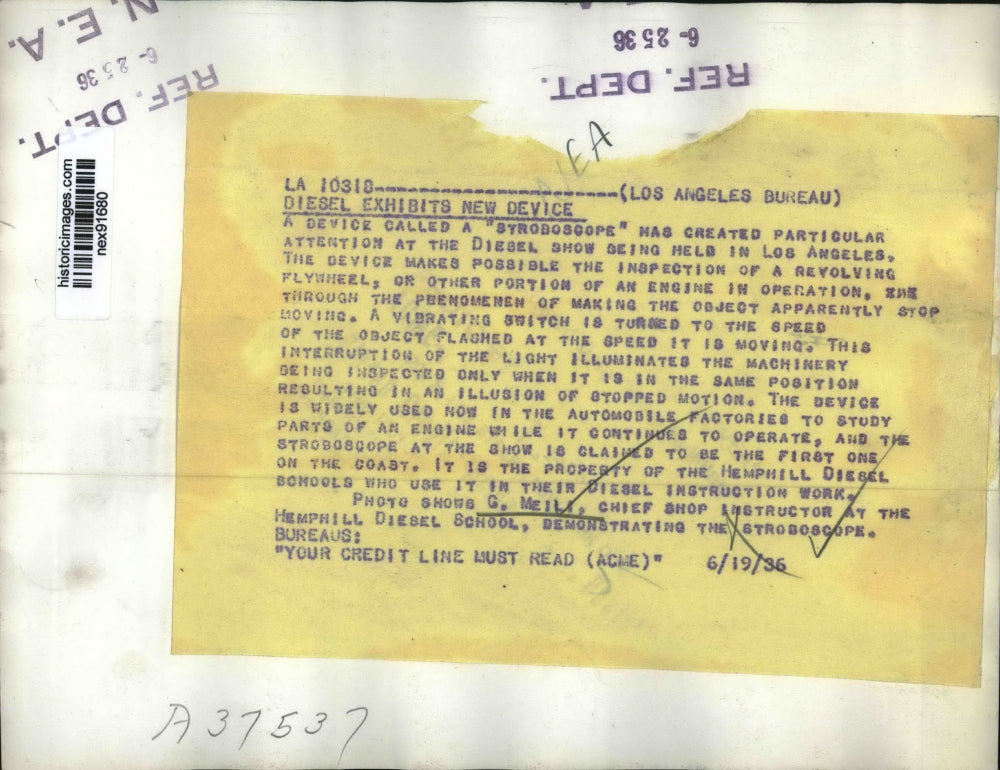 N. E. A.
6- 25 36
REF. DEPT.
E. A.
6- 25 36
REF. DEPT.
historicimages.com
nex91680
NEA
LA 10318---------------------------(LOS ANGELES BUREAU)
DIESEL EXHIBITS NEW DEVICE
A DEVICE CALLED A "STROBOSCOPE" HAS CREATED PARTICULAR
ATTENTION AT THE DIESEL SHOW BEING HELD IN LOS ANGELES.
THE DEVICE MAKES POSSIBLE THE INSPECTION OF A REVOLVING
FLYWHEEL, OR OTHER PORTION OF AN ENGINE IN OPERATION,
THROUGH THE PHENOMENEN OF MAKING THE OBJECT APPARENTLY STOP
MOVING. A VIBRATING SWITCH IS TURNED TO THE SPEED
OF THE OBJECT FLASHED AT THE SPEED IT IS MOVING. THIS
INTERRUPTION OF THE LIGHT ILLUMINATES THE MACHINERY
BEING INSPECTED ONLY WHEN IT IS IN THE SAME POSITION
RESULTING IN AN ILLUSION OF STOPPED MOTION. THE DEVICE
IS WIDELY USED NOW IN THE AUTOMOBILE FACTORIES TO STUDY
PARTS OF AN ENGINE WHILE IT CONTINUES TO OPERATE, AND THE
STROBOSCOPE AT THE SHOW IS CLAIMED TO BE THE FIRST ONE
ON THE COAST. IT IS THE PROPERTY OF THE HEMPHILL DIESEL
SCHOOLS WHO USE IT IN THEIR DIESEL INSTRUCTION WORK.
PHOTO SHOWS G. MEILI, CHIEF SHOP INSTRUCTOR AT THE
HEMPHILL DIESEL SCHOOL, DEMONSTRATING THE STROBOSCOPE.
BUREAUS:
"YOUR CREDIT LINE MUST READ (ACME)" 6/19/36
A37537